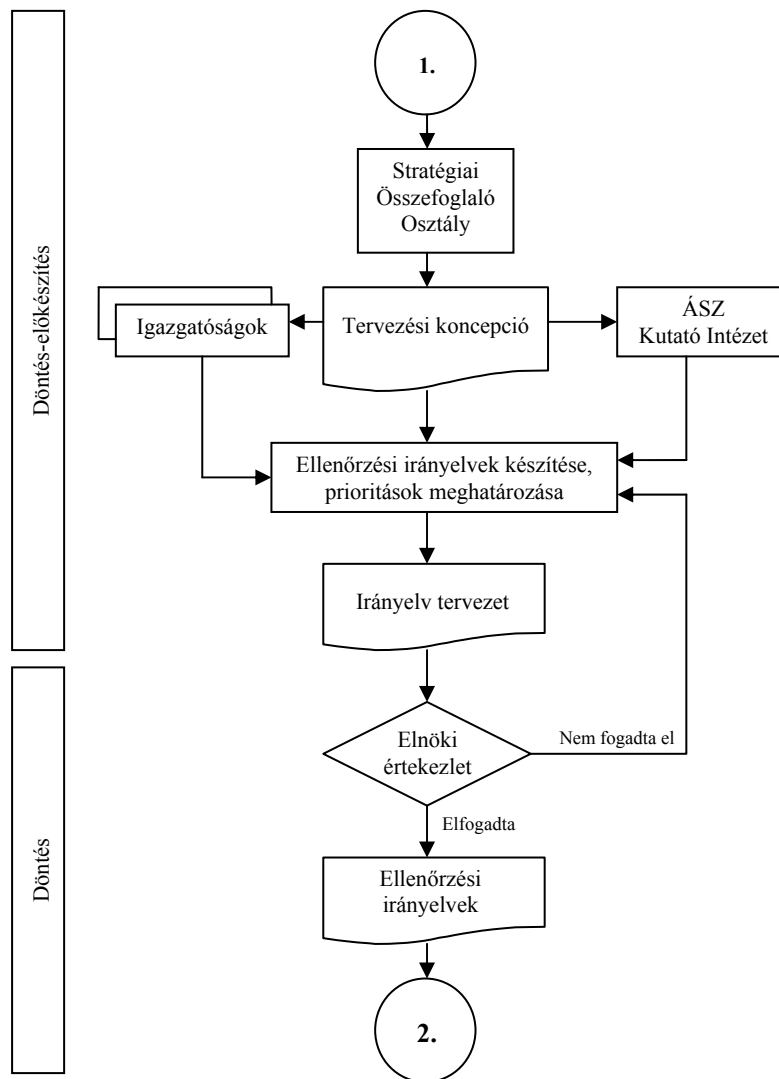 Döntés-előkészítés
1.
Stratégiai
Összefoglaló
Osztály
Igazgatóságok
Tervezési koncepció
ÁSZ
Kutató Intézet
Ellenőrzési irányelvek készítése,
prioritások meghatározása
Irányelv tervezet
Döntés
Elnöki
értekezlet
Nem fogadta el
Elfogadta
Ellenőrzési
irányelvek
2.